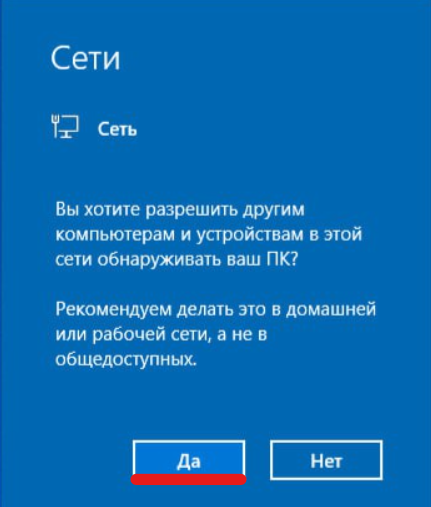 Сети
Сеть
Вы хотите разрешить другим
компьютерам и устройствам в этой
сети обнаруживать ваш ПК?
Рекомендуем делать это в домашней
или рабочей сети, а не в
общедоступных.
Да
Нет